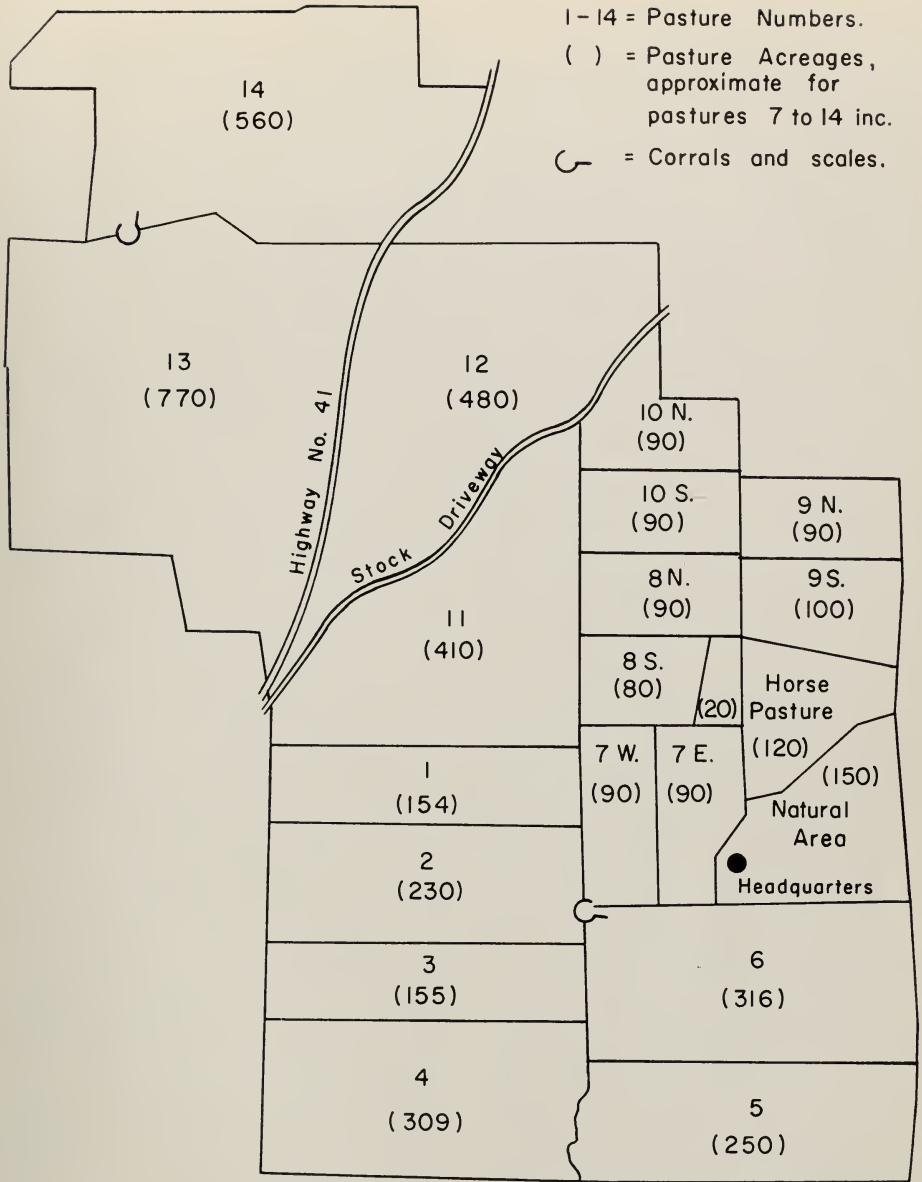 1-14 = Pasture Numbers.
( ) = Pasture Acreages,
approximate for
pastures 7 to 14 inc.
= Corrals and scales.
14
(560)
13
(770)
12
(480)
Highway No. 41
Stock Driveway
11
(410)
10 N.
(90)
10 S.
(90)
9 N.
(90)
8 N.
(90)
9 S.
(100)
8 S.
(80)
(20)
Horse
Pasture
(120)
(150)
Natural
Area
Headquarters
7 W.
(90)
7 E.
(90)
1
(154)
2
(230)
3
(155)
4
(309)
6
(316)
5
(250)